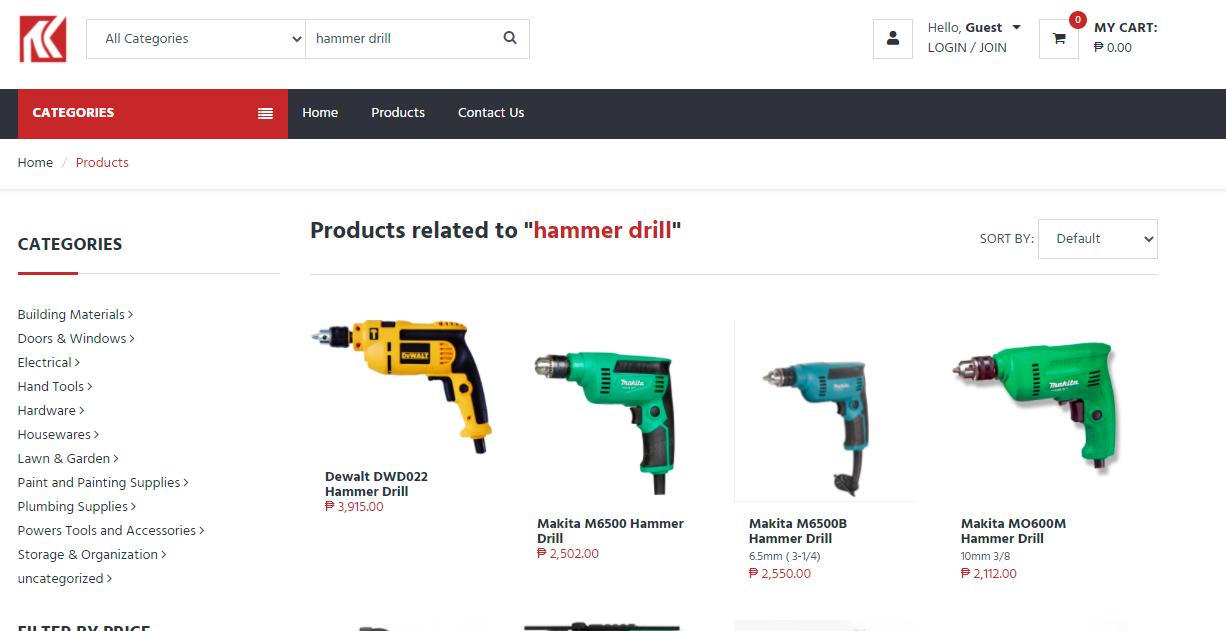 All Categories
hammer drill
Hello, Guest
LOGIN / JOIN
0
MY CART:
₱ 0.00
CATEGORIES
Home
Products
Contact Us
Home / Products
CATEGORIES
Building Materials
Doors & Windows
Electrical
Hand Tools
Hardware
Housewares
Lawn & Garden
Paint and Painting Supplies
Plumbing Supplies
Powers Tools and Accessories
Storage & Organization
uncategorized
FILTER BY PRICE
Products related to "hammer drill"
SORT BY:
Default
DEWALT
Dewalt DWD022
Hammer Drill
₱ 3,915.00
makita
Makita M6500 Hammer
Drill
₱ 2,502.00
makita
Makita M6500B
Hammer Drill
6.5mm ( 3-1/4)
₱ 2,550.00
makita
Makita MO600M
Hammer Drill
10mm 3/8
₱ 2,112.00